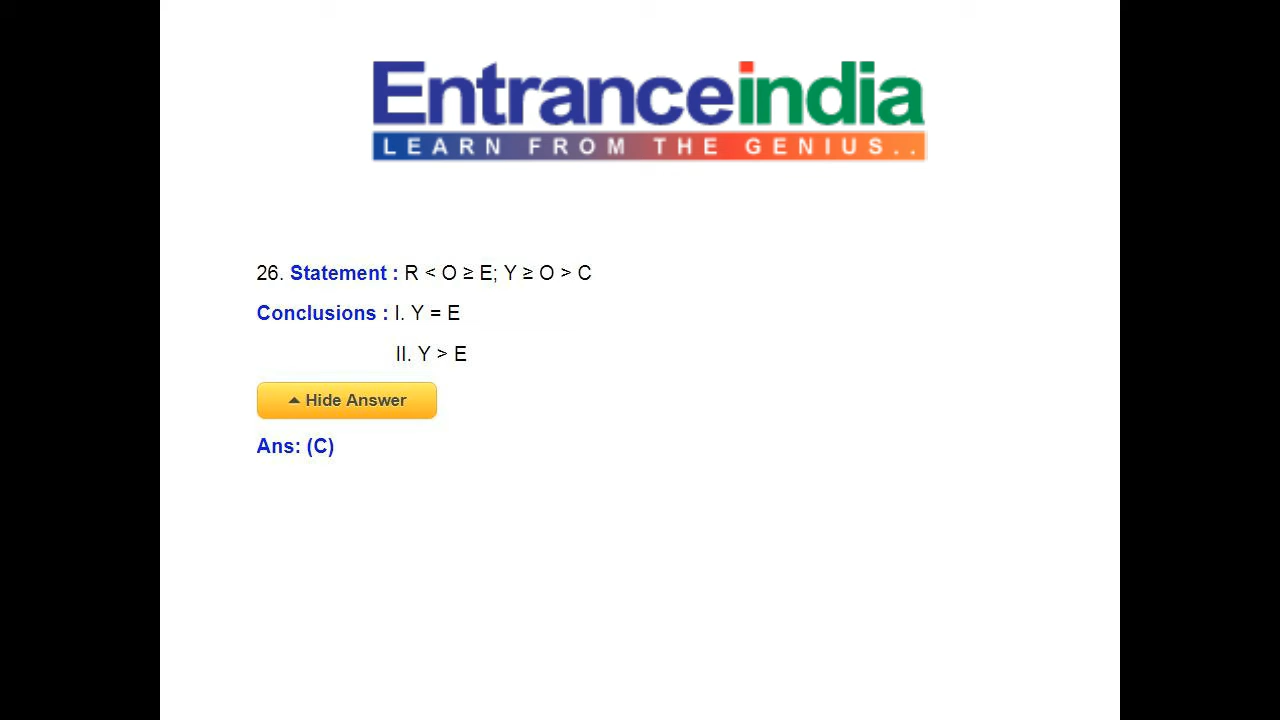 Entranceindia
LEARN FROM THE GENIUS..
26. Statement : R < O ≥ E; Y ≥ O > C
Conclusions : I. Y = E
II. Y > E
Hide Answer
Ans: (C)